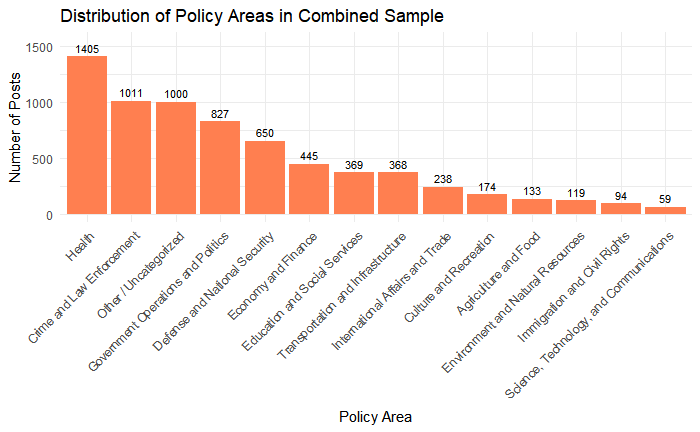 Distribution of Policy Areas in Combined Sample
Number of Posts
1500
1000
500
0
1405
1011
1000
827
650
445
369
368
238
174
133
119
94
59
Health
Crime and Law Enforcement
Other / Uncategorized
Government Operations and Politics
Defense and National Security
Economy and Finance
Education and Social Services
Transportation and Infrastructure
International Affairs and Trade
Culture and Recreation
Agriculture and Food
Environment and Natural Resources
Immigration and Civil Rights
Science, Technology, and Communications
Policy Area